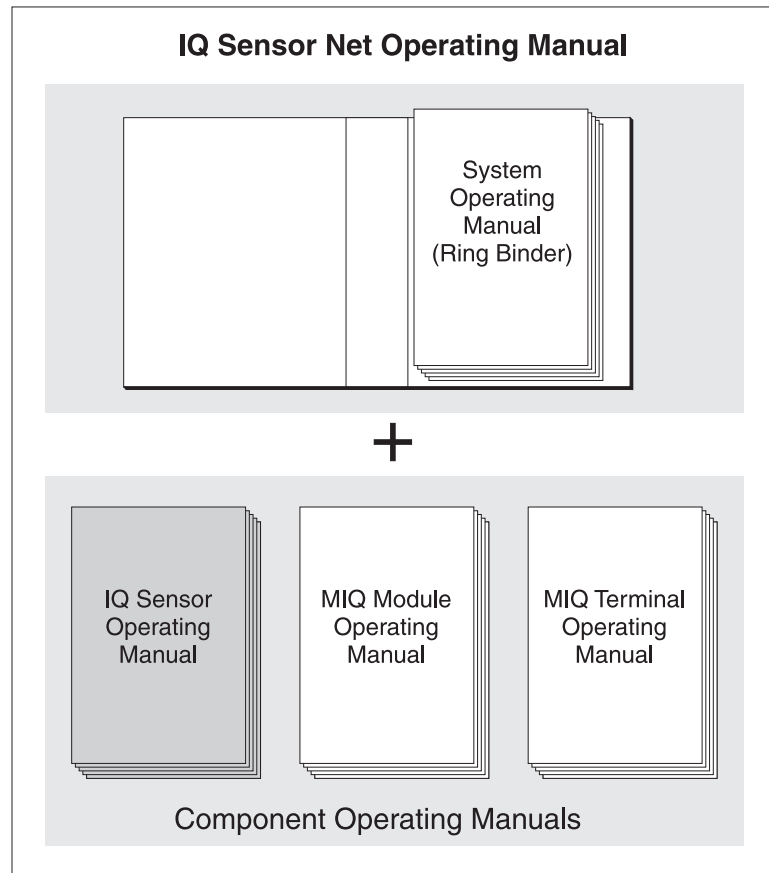 IQ Sensor Net Operating Manual
System
Operating
Manual
(Ring Binder)
+
IQ Sensor
Operating
Manual
MIQ Module
Operating
Manual
MIQ Terminal
Operating
Manual
Component Operating Manuals